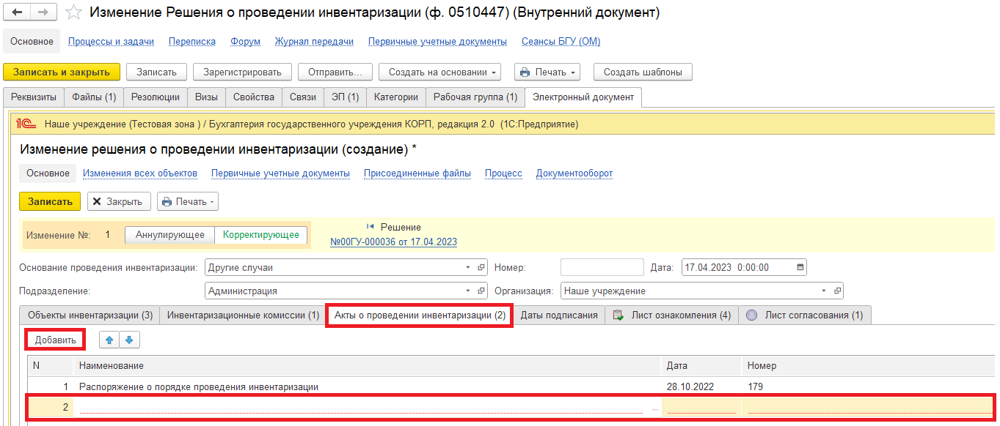 Изменение Решения о проведении инвентаризации (ф. 0510447) (Внутренний документ)
Основное Процессы и задачи Переписка Форум Журнал передачи Первичные учетные документы Сеансы БГУ (ОМ)
Записать и закрыть Записать Зарегистрировать Отправить... Создать на основании Печать Создать шаблоны
Реквизиты Файлы (1) Резолюции Визы Свойства Связи ЭП (1) Категории Рабочая группа (1) Электронный документ
1С Наше учреждение (Тестовая зона ) / Бухгалтерия государственного учреждения КОРП, редакция 2.0 (1С:Предприятие)
Изменение решения о проведении инвентаризации (создание) *
Основное Изменения всех объектов Первичные учетные документы Присоединенные файлы Процесс Документооборот
Записать Закрыть Печать
Решение
Изменение №: 1 Аннулирующее Корректирующее
№00ГУ-000036 от 17.04.2023
Основание проведения инвентаризации: Другие случаи Номер: Дата: 17.04.2023 0:00:00
Подразделение: Администрация Организация: Наше учреждение
Объекты инвентаризации (3) Инвентаризационные комиссии (1) Акты о проведении инвентаризации (2) Даты подписания Лист ознакомления (4) Лист согласования (1)
Добавить
N Наименование Дата Номер
1 Распоряжение о порядке проведения инвентаризации 28.10.2022 179
2 ...